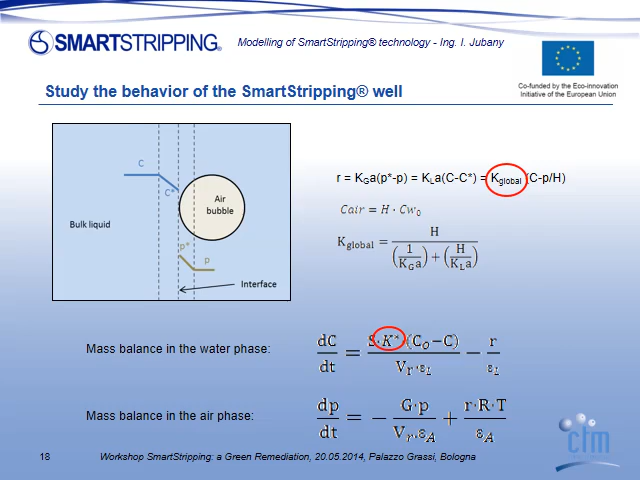 SMARTSTRIPPING®
Modelling of SmartStripping® technology - Ing. I. Jubany
Co-funded by the Eco-innovation
Initiative of the European Union
Study the behavior of the SmartStripping® well
C
C*
Air
bubble
Bulk liquid
p*
p
Interface
r = K_Ga(p*-p) = K_La(C-C*) = K_global (C-p/H)
Cair = H · Cw₀
K_global = H / ((1/K_Ga) + (H/K_La))
Mass balance in the water phase:
dC/dt = S·K*·(C_O−C) / V_r·ε_L − r/ε_L
Mass balance in the air phase:
dp/dt = − G·p / V_r·ε_A + r·R·T / ε_A
ctm
18
Workshop SmartStripping: a Green Remediation, 20.05.2014, Palazzo Grassi, Bologna